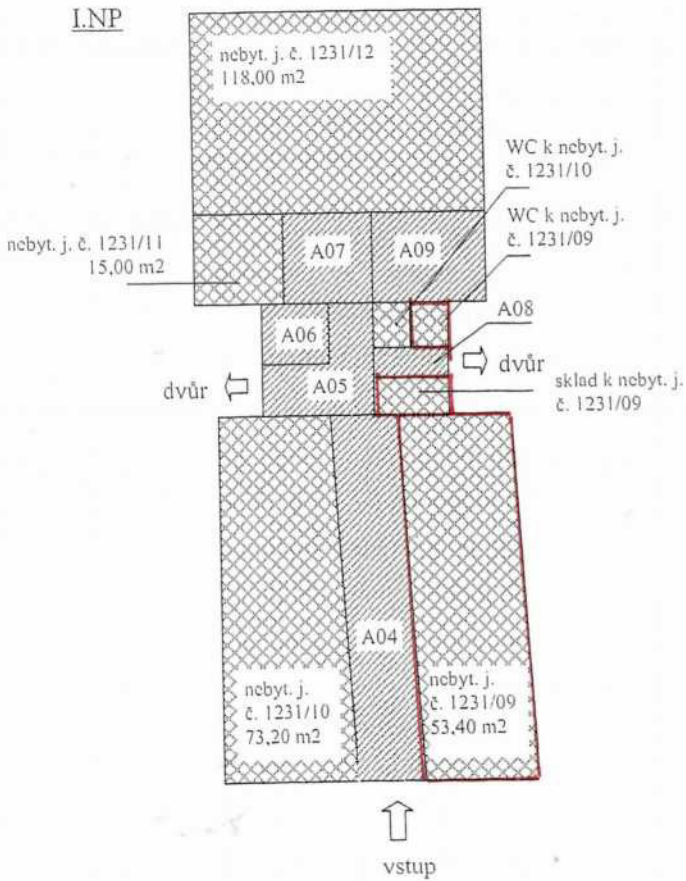 I.NP
nebyt. j. č. 1231/12
118,00 m2
WC k nebyt. j.
č. 1231/10
WC k nebyt. j.
č. 1231/09
nebyt. j. č. 1231/11
15,00 m2
A07
A09
A06
A08
dvůr
A05
dvůr
sklad k nebyt. j.
č. 1231/09
A04
nebyt. j.
č. 1231/10
73,20 m2
nebyt. j.
č. 1231/09
53,40 m2
vstup